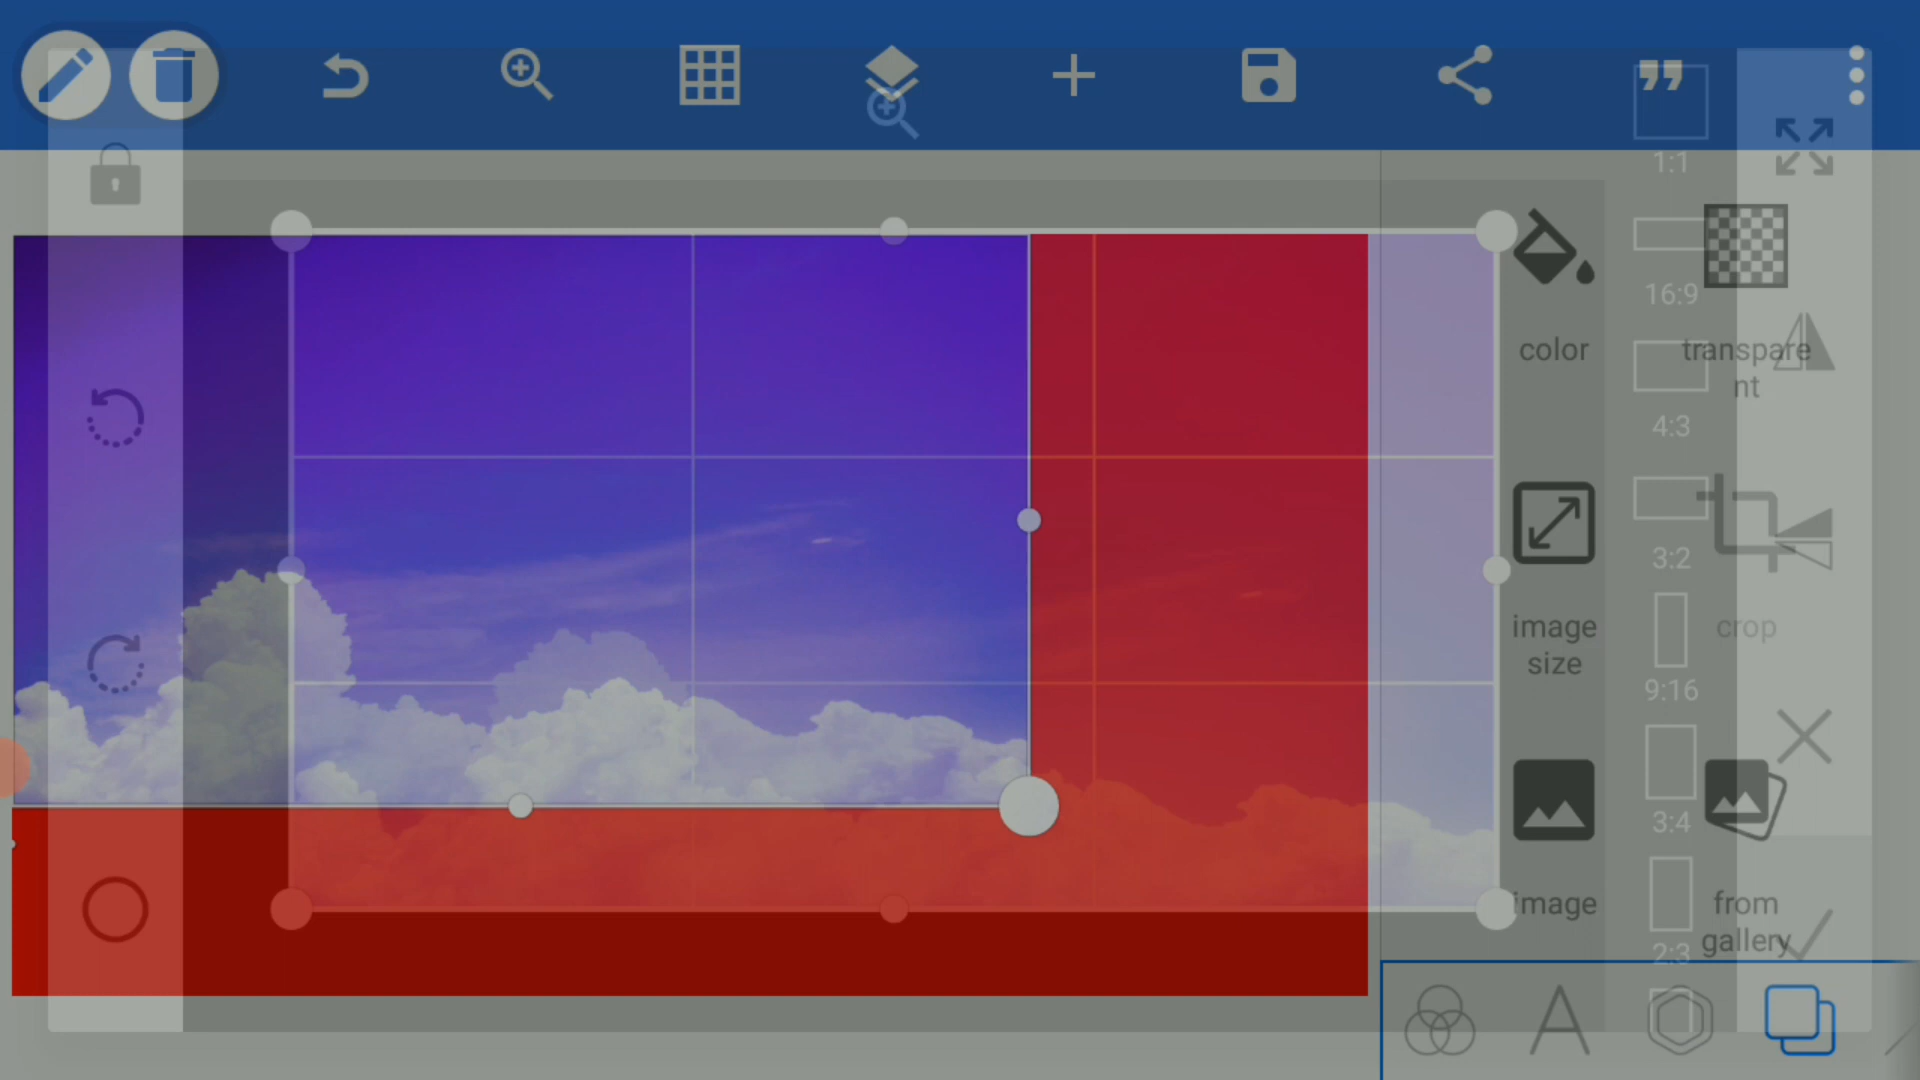 1:1
16:9
color
transpare
nt
4:3
3:2
image
size
crop
9:16
3:4
image
from
gallery
2:3